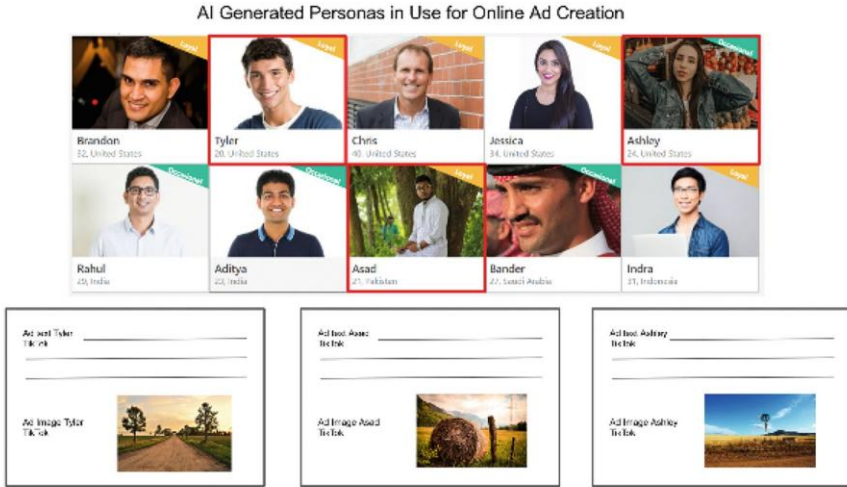 AI Generated Personas in Use for Online Ad Creation
Loyal
Loyal
Loyal
Loyal
Occasional
Brandon
Tyler
Chris
Jessica
Ashley
32, United States
20, United States
40, United States
34, United States
24, United States
Occasional
Occasional
Loyal
Loyal
Rahul
Aditya
Asad
Bander
Indra
29, India
23, India
21, Pakistan
27, Saudi Arabia
31, Indonesia
Ad text Tyler
TikTok
Ad Image Tyler
TikTok
Ad text Asad
TikTok
Ad Image Asad
TikTok
Ad text Ashley
TikTok
Ad Image Ashley
TikTok